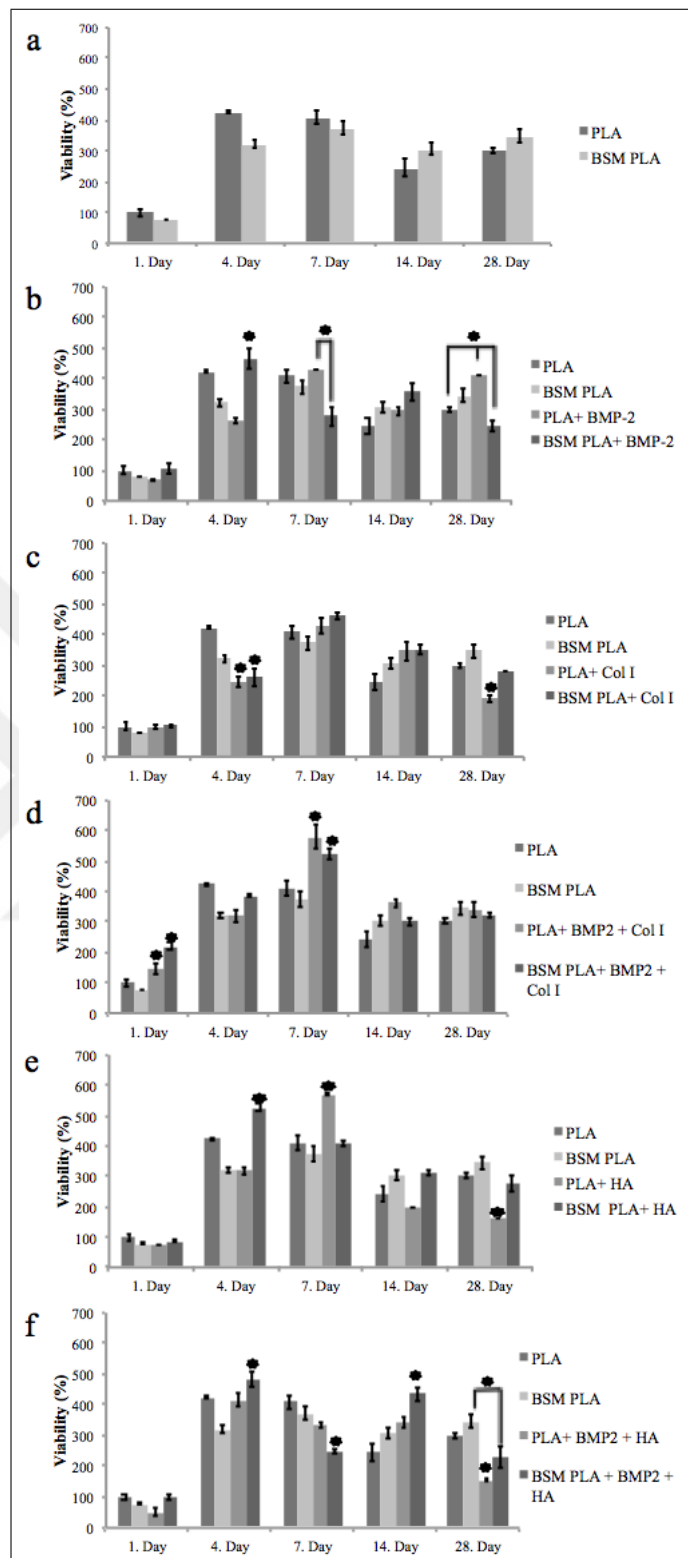 a
Viability (%)
700
600
500
400
300
200
100
0
1. Day 4. Day 7. Day 14. Day 28. Day
PLA
BSM PLA
b
Viability (%)
700
600
500
400
300
200
100
0
1. Day 4. Day 7. Day 14. Day 28. Day
PLA
BSM PLA
PLA+ BMP-2
BSM PLA+ BMP-2
c
Viability (%)
700
600
500
400
300
200
100
0
1. Day 4. Day 7. Day 14. Day 28. Day
PLA
BSM PLA
PLA+ Col I
BSM PLA+ Col I
d
Viability (%)
700
600
500
400
300
200
100
0
1. Day 4. Day 7. Day 14. Day 28. Day
PLA
BSM PLA
PLA+ BMP2 + Col I
BSM PLA+ BMP2 +
Col I
e
Viability (%)
700
600
500
400
300
200
100
0
1. Day 4. Day 7. Day 14. Day 28. Day
PLA
BSM PLA
PLA+ HA
BSM PLA+ HA
f
Viability (%)
700
600
500
400
300
200
100
0
1. Day 4. Day 7. Day 14. Day 28. Day
PLA
BSM PLA
PLA+ BMP2 + HA
BSM PLA + BMP2 +
HA